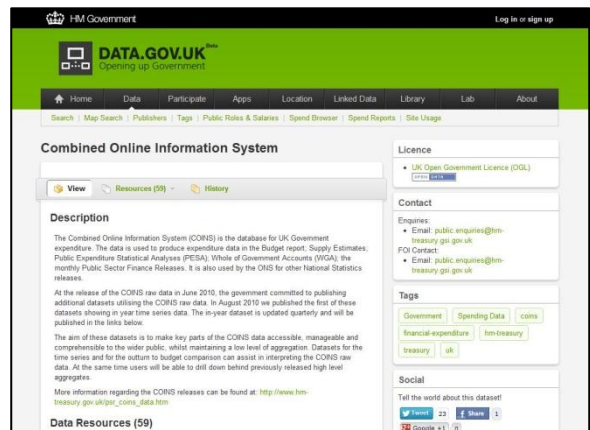 HM Government
Log in or sign up
DATA.GOV.UK Beta
Opening up Government
Home Data Participate Apps Location Linked Data Library Lab About
Search | Map Search | Publishers | Tags | Public Roles & Salaries | Spend Browser | Spend Reports | Site Usage
Combined Online Information System
View Resources (59) History
Description
The Combined Online Information System (COINS) is the database for UK Government
expenditure. The data is used to produce expenditure data in the Budget report; Supply Estimates;
Public Expenditure Statistical Analyses (PESA); Whole of Government Accounts (WGA); the
monthly Public Sector Finance Releases. It is also used by the ONS for other National Statistics
releases.
At the release of the COINS raw data in June 2010, the government committed to publishing
additional datasets utilising the COINS raw data. In August 2010 we published the first of these
datasets showing in year time series data. The in-year dataset is updated quarterly and will be
published in the links below.
The aim of these datasets is to make key parts of the COINS data accessible, manageable and
comprehensible to the wider public, whilst maintaining a low level of aggregation. Datasets for the
time series and for the outturn to budget comparison can assist in interpreting the COINS raw
data. At the same time users will be able to drill down behind previously released high level
aggregates.
More information regarding the COINS releases can be found at: http://www.hm-
treasury.gov.uk/psr_coins_data.htm
Data Resources (59)
Licence
UK Open Government Licence (OGL)
OPEN DATA
Contact
Enquiries:
Email: public.enquiries@hm-
treasury.gsi.gov.uk
FOI Contact:
Email: public.enquiries@hm-
treasury.gsi.gov.uk
Tags
Government Spending Data coins
financial-expenditure hm-treasury
treasury uk
Social
Tell the world about this dataset!
Tweet 23 Share 1
Google +1 0